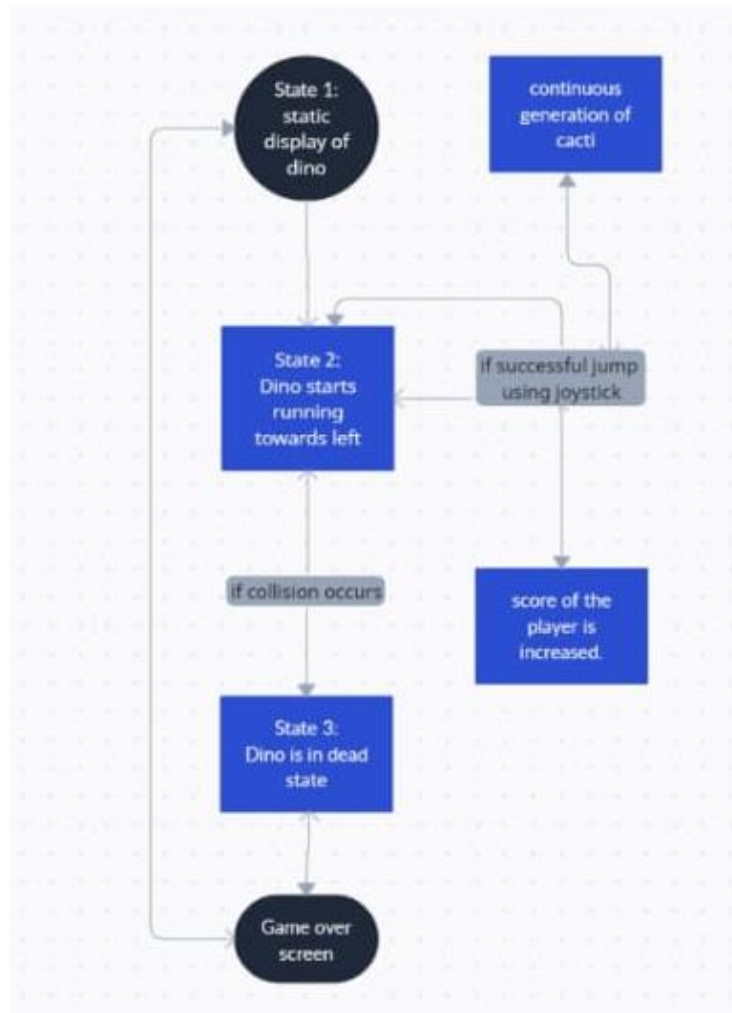 State 1:
static
display of
dino
continuous
generation of
cacti
State 2:
Dino starts
running
towards left
if successful jump
using joystick
if collision occurs
score of the
player is
increased.
State 3:
Dino is in dead
state
Game over
screen